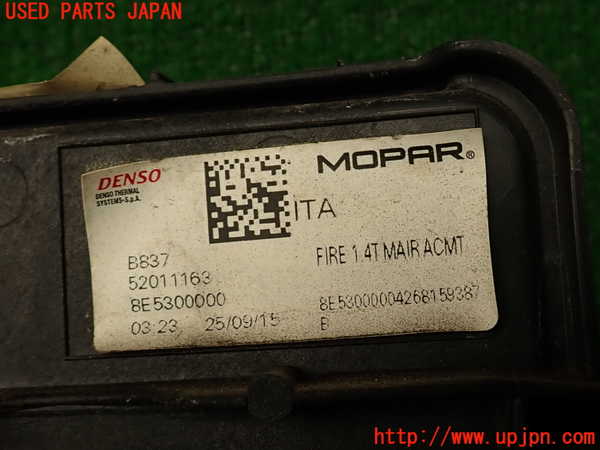 USED PARTS JAPAN
DENSO
DENSO THERMAL
SYSTEMS-S.p.A.
MOPAR®
ITA
B837
52011163
8E5300000
03:23 25/09/15
FIRE 1.4T MAIR ACMT
8E53000004268159387
B
http://www.upjpn.com/